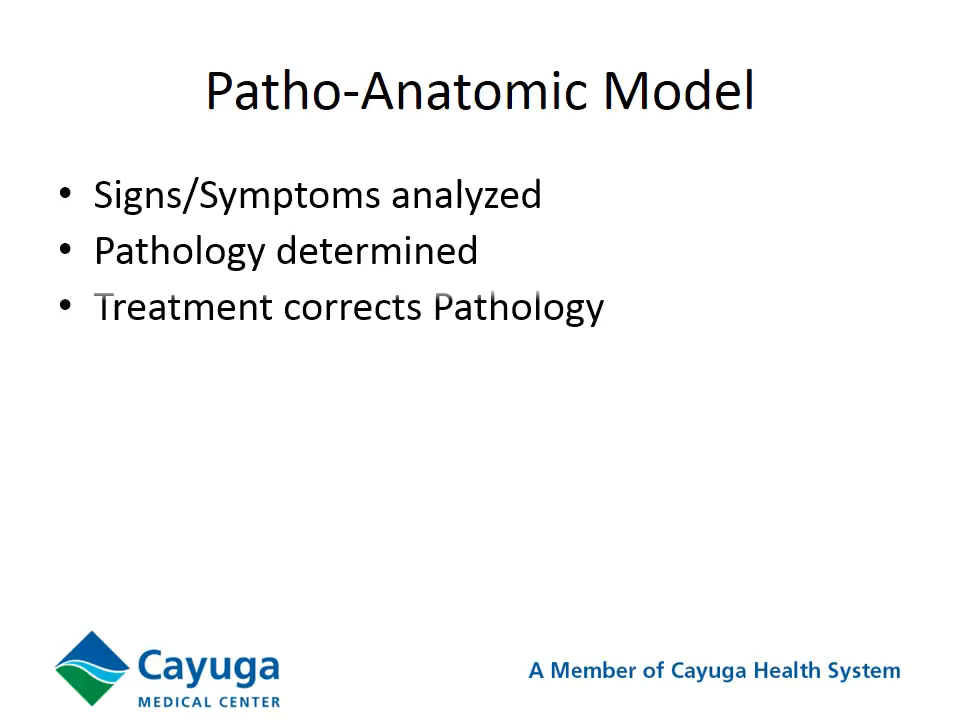 Patho-Anatomic Model
• Signs/Symptoms analyzed
• Pathology determined
• Treatment corrects Pathology
Cayuga
MEDICAL CENTER
A Member of Cayuga Health System